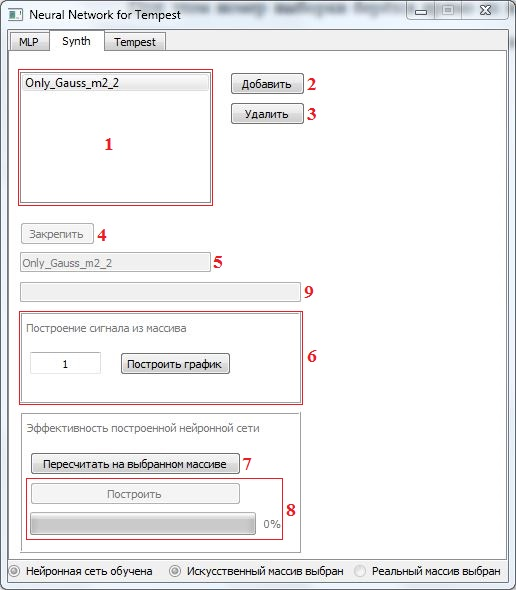 Neural Network for Tempest
MLP Synth Tempest
Only_Gauss_m2_2
1
Добавить 2
Удалить 3
Закрепить 4
Only_Gauss_m2_2 5
9
Построение сигнала из массива
1 Построить график
6
Эффективность построенной нейронной сети
Пересчитать на выбранном массиве 7
Построить
8
0%
Нейронная сеть обучена Искусственный массив выбран Реальный массив выбран